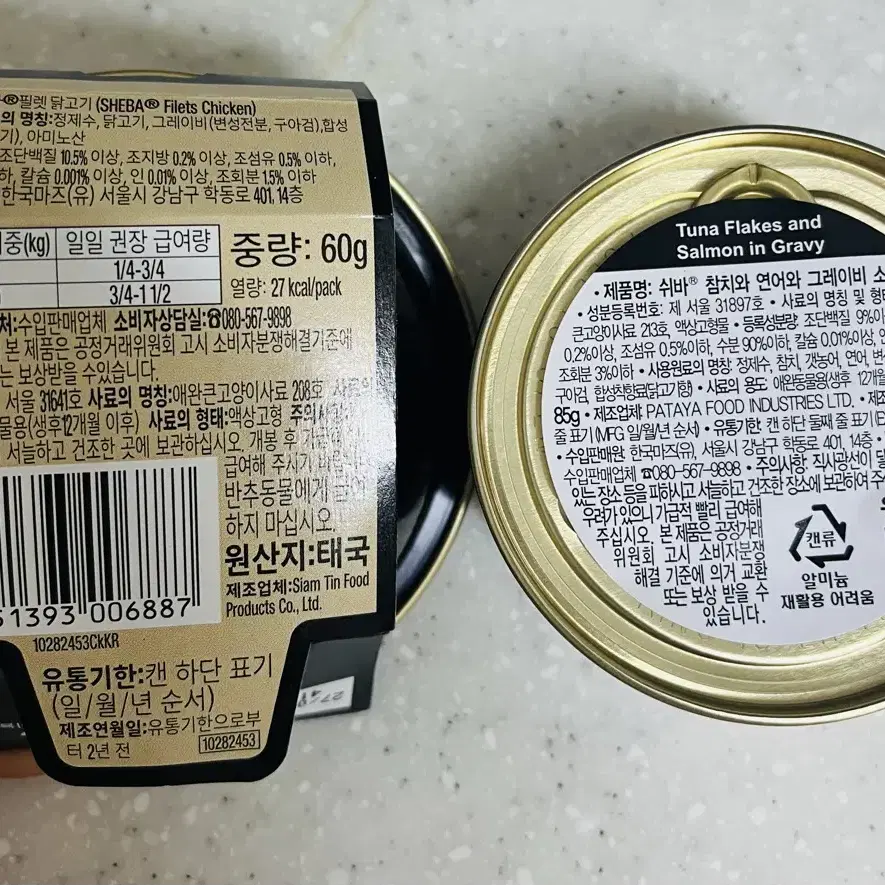 ®필렛 닭고기 (SHEBA® Filets Chicken)
의 명칭:정제수, 닭고기, 그레이비(변성전분, 구아검),합성
기), 아미노산
조단백질 10.5% 이상, 조지방 0.2% 이상, 조섬유 0.5% 이하,
하, 칼슘 0.001% 이상, 인 0.01% 이상, 조회분 1.5% 이하
한국마즈(유) 서울시 강남구 학동로 401, 14층
중(kg) 일일 권장 급여량
1/4-3/4
3/4-1 1/2
중량: 60g
열량: 27 kcal/pack
처:수입판매업체 소비자상담실:☎080-567-9898
본 제품은 공정거래위원회 고시 소비자분쟁해결기준에
는 보상받을 수있습니다.
서울 31641호 사료의 명칭:애완큰고양이사료 208호
물용(생후12개월 이후) 사료의 형태:액상고형 주의사
서늘하고 건조한 곳에 보관하십시오. 개봉 후 가
급여해 주시기 바
반추동물에게 급
하지 마십시오.
원산지:태국
제조업체:Siam Tin Food
Products Co., Ltd.
51393 006887
10282453CkKR
유통기한:캔 하단 표기
(일/월/년 순서)
제조연월일:유통기한으로부
터 2년 전
10282453
Tuna Flakes and
Salmon in Gravy
• 제품명: 쉬바® 참치와 연어와 그레이비 소
• 성분등록번호: 제 서울 31897호 • 사료의 명칭 및 형
큰고양이사료 213호, 액상고형물 • 등록성분량: 조단백질 9%이
0.2%이상, 조섬유 0.5%이하, 수분 90%이하, 칼슘 0.01%이상, 인
조회분 3%이하 • 사용원료의 명칭: 정제수, 참치, 갯농어, 연어, 변
구아검, 합성착향료(닭고기향) • 사료의 용도: 애완동물용(생후 12개월
85g • 제조업체: PATAYA FOOD INDUSTRIES LTD. • 제조
줄 표기 (MFG 일/월/년 순서) • 유통기한: 캔 하단 둘째 줄 표기 (E
• 수입판매원: 한국마즈(유), 서울시 강남구 학동로 401, 14층 •
수입판매업체 ☎080-567-9898 • 주의사항: 직사광선이 닿
있는 장소 등을 피하시고 서늘하고 건조한 장소에 보관하여 주
우려가 있으니 가급적 빨리 급여해
주십시오. 본 제품은 공정거래
위원회 고시 소비자분쟁
해결 기준에 의거 교환
또는 보상 받을 수
있습니다.
캔류
알미늄
재활용 어려움